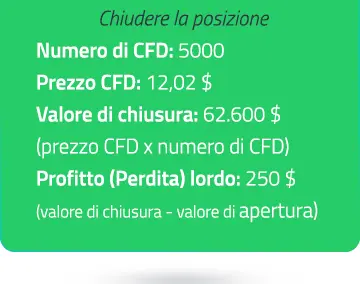 Chiudere la posizione
Numero di CFD: 5000
Prezzo CFD: 12,02 $
Valore di chiusura: 62.600 $
(prezzo CFD x numero di CFD)
Profitto (Perdita) lordo: 250 $
(valore di chiusura - valore di apertura)